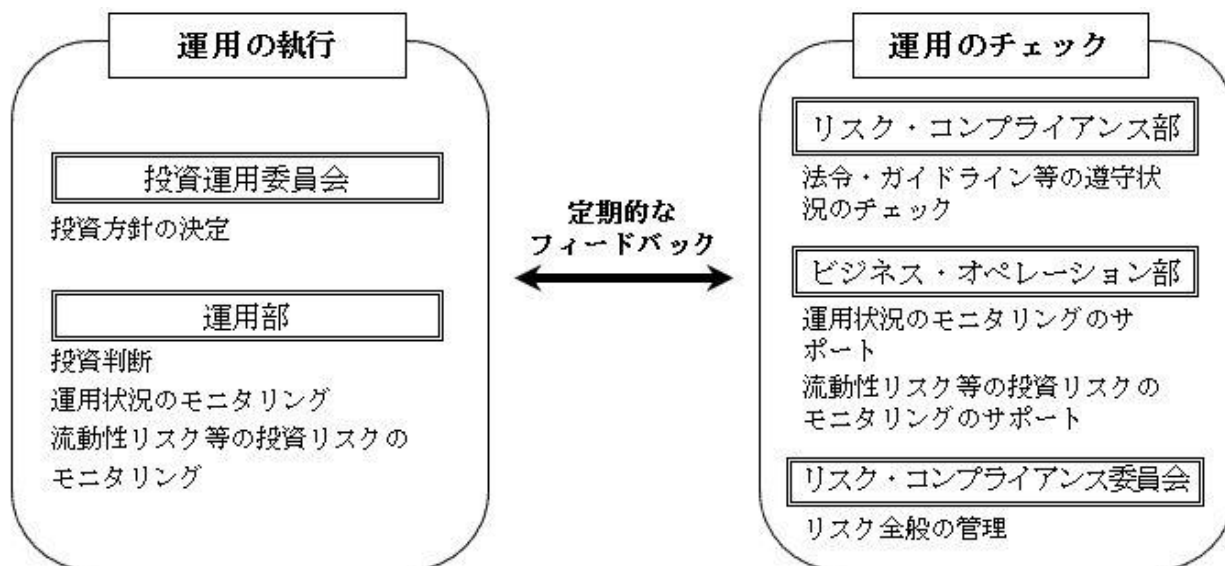 運用の執行
投資運用委員会
投資方針の決定
運用部
投資判断
運用状況のモニタリング
流動性リスク等の投資リスクの
モニタリング
定期的な
フィードバック
運用のチェック
リスク・コンプライアンス部
法令・ガイドライン等の遵守状
況のチェック
ビジネス・オペレーション部
運用状況のモニタリングのサ
ポート
流動性リスク等の投資リスクの
モニタリングのサポート
リスク・コンプライアンス委員会
リスク全般の管理